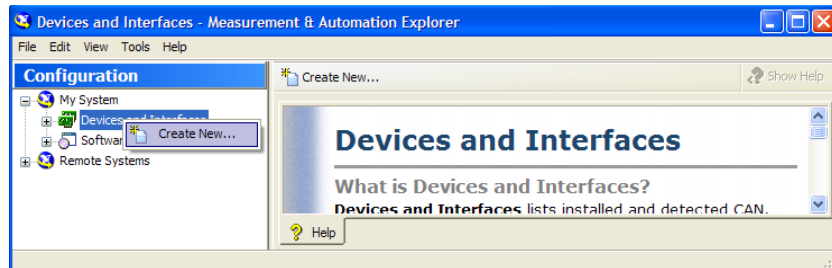 Devices and Interfaces - Measurement & Automation Explorer
File Edit View Tools Help
Configuration
Create New...
Show Help
My System
Devices and Interfaces
Create New...
Softwar
Remote Systems
Devices and Interfaces
What is Devices and Interfaces?
Devices and Interfaces lists installed and detected CAN,
Help